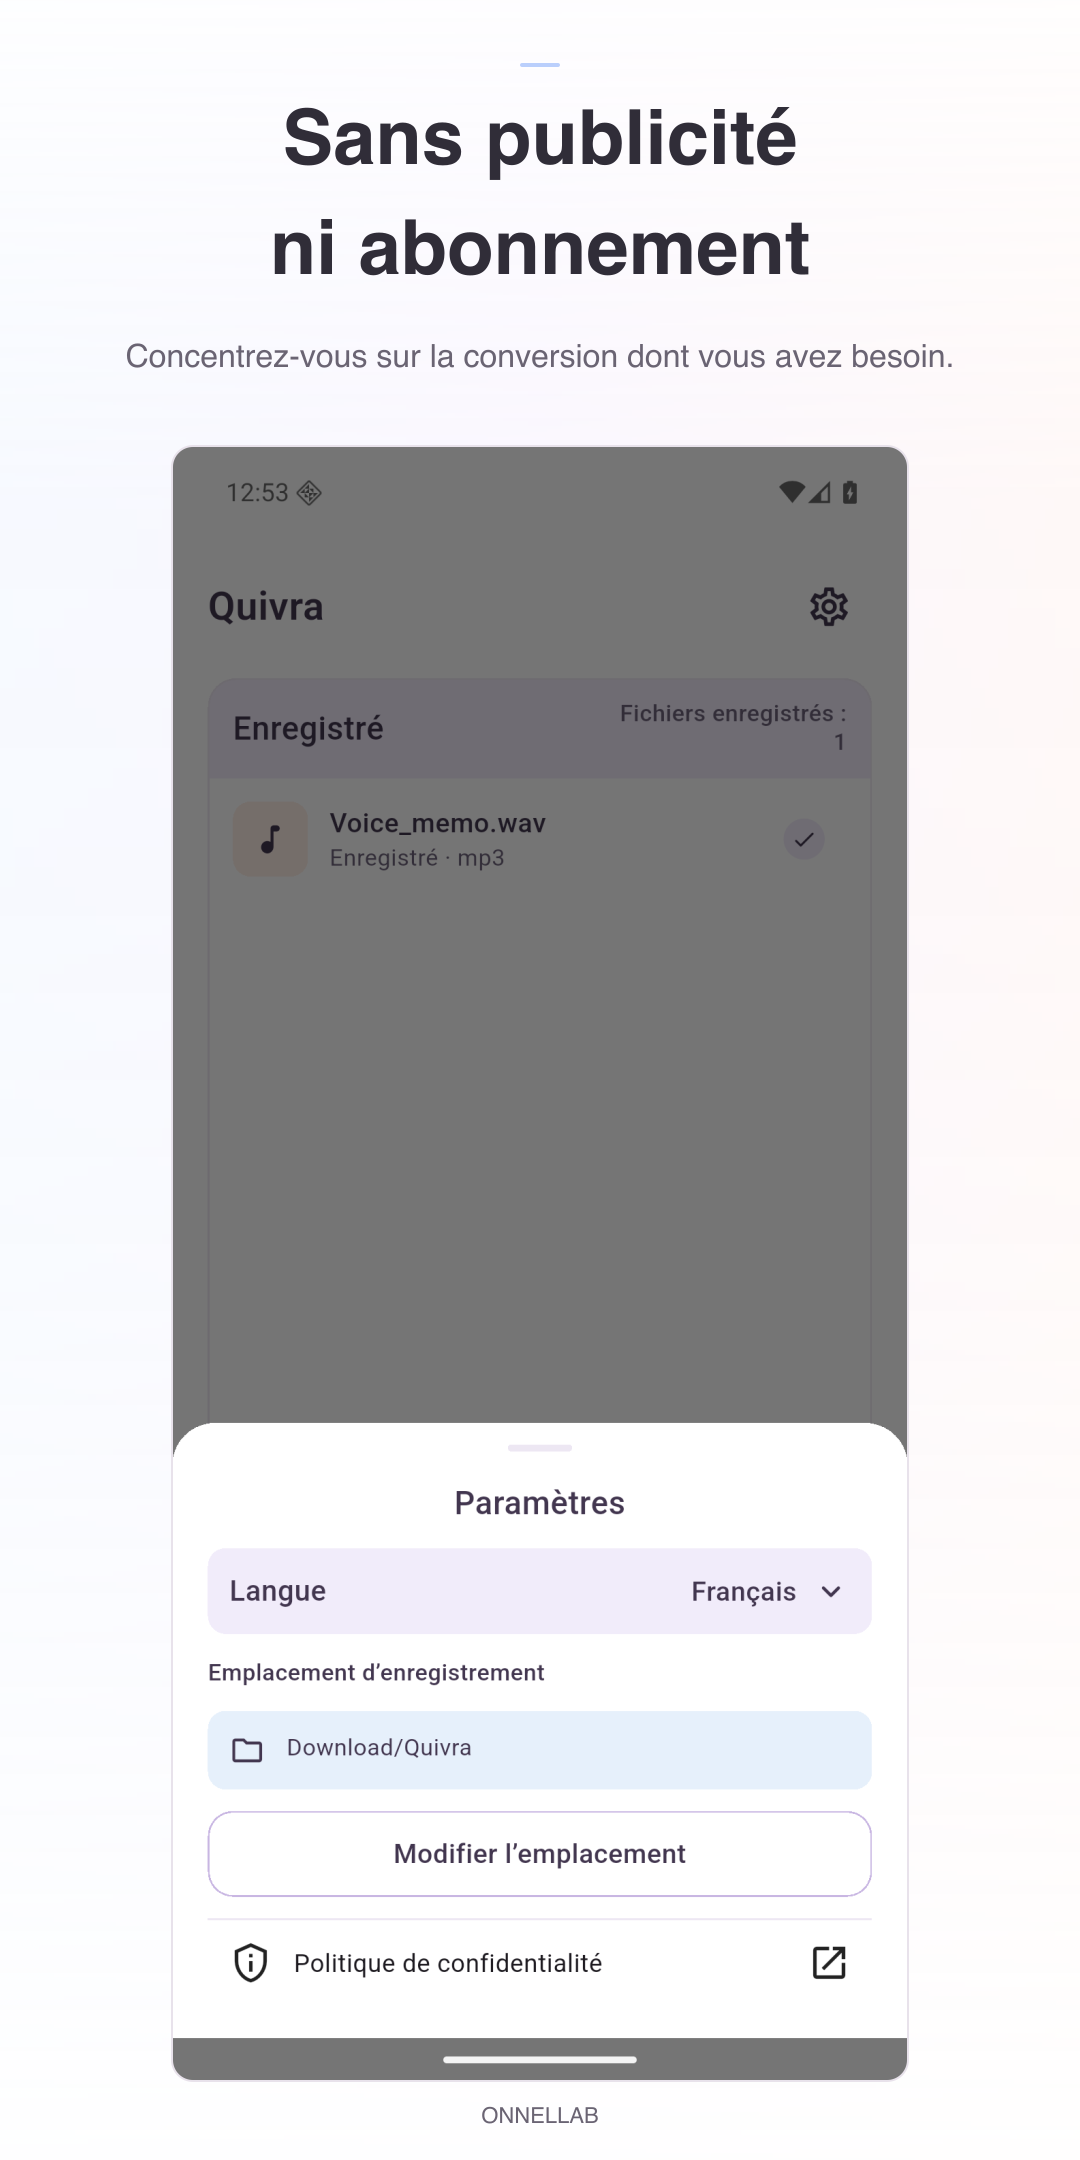 Sans publicité
ni abonnement
Concentrez-vous sur la conversion dont vous avez besoin.
12:53
Quivra
Enregistré
Fichiers enregistrés :
1
Voice_memo.wav
Enregistré · mp3
Paramètres
Langue
Français
Emplacement d’enregistrement
Download/Quivra
Modifier l’emplacement
Politique de confidentialité
ONNELLAB